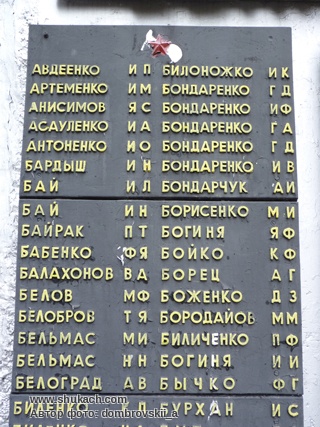 АВДЕЕНКО И П БИЛОНОЖКО И К
АРТЕМЕНКО И М БОНДАРЕНКО Г Д
АНИСИМОВ Я С БОНДАРЕНКО И Ф
АСАУЛЕНКО И А БОНДАРЕНКО Г А
АНТОНЕНКО И О БОНДАРЕНКО Г Д
БАРДЫШ И Н БОНДАРЕНКО И В
БАЙ И Л БОНДАРЧУК А И
БАЙ И Н БОРИСЕНКО М И
БАЙРАК П Т БОГИНЯ Я Ф
БАБЕНКО Ф Я БОЙКО К Ф
БАЛАХОНОВ В А БОРЕЦ А Г
БЕЛОВ М Ф БОЖЕНКО Д З
БЕЛОБРОВ Т Я БОРОДАЙОВ М М
БЕЛЬМАС М И БИЛИЧЕНКО П Ф
БЕЛЬМАС Н Н БОГИНЯ И И
БЕЛОГРАД А В БЫЧКО Ф Г
www.shukach.com
БИДЕНКО БУРХАН И С
Автор фото: dombrovskii.a